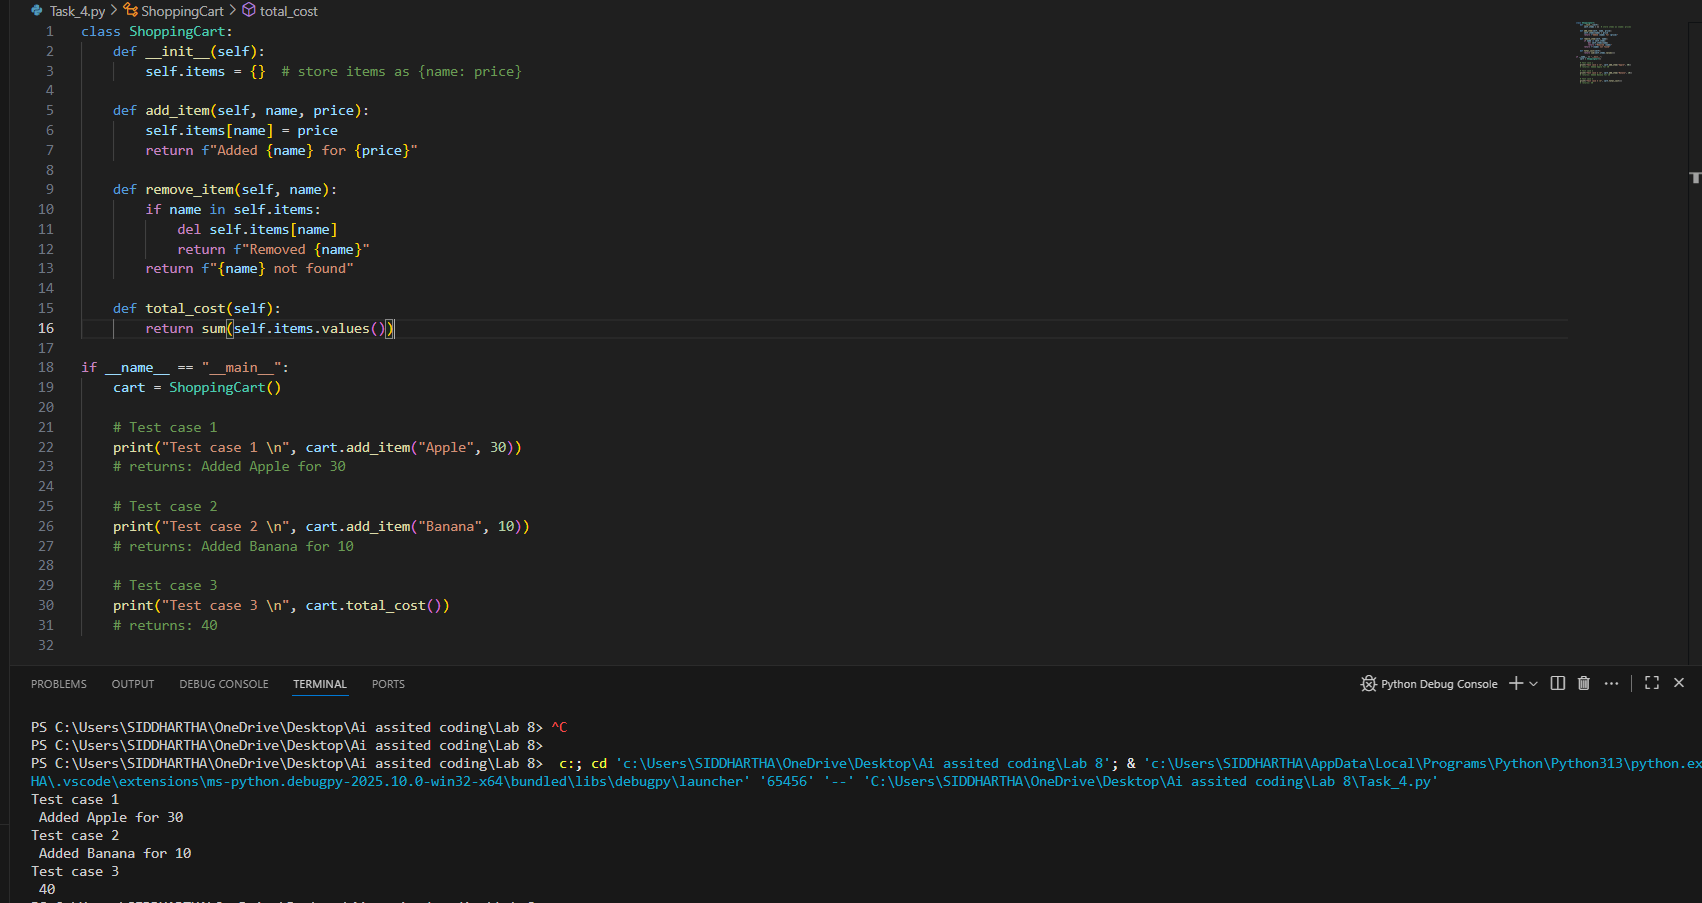 Task_4.py > ShoppingCart > total_cost
1 class ShoppingCart:
2     def __init__(self):
3         self.items = {}  # store items as {name: price}
4
5     def add_item(self, name, price):
6         self.items[name] = price
7         return f"Added {name} for {price}"
8
9     def remove_item(self, name):
10         if name in self.items:
11             del self.items[name]
12             return f"Removed {name}"
13         return f"{name} not found"
14
15     def total_cost(self):
16         return sum(self.items.values())
17
18 if __name__ == "__main__":
19     cart = ShoppingCart()
20
21     # Test case 1
22     print("Test case 1 \n", cart.add_item("Apple", 30))
23     # returns: Added Apple for 30
24
25     # Test case 2
26     print("Test case 2 \n", cart.add_item("Banana", 10))
27     # returns: Added Banana for 10
28
29     # Test case 3
30     print("Test case 3 \n", cart.total_cost())
31     # returns: 40
32
PROBLEMS OUTPUT DEBUG CONSOLE TERMINAL PORTS Python Debug Console
PS C:\Users\SIDDHARTHA\OneDrive\Desktop\Ai assited coding\Lab 8> ^C
PS C:\Users\SIDDHARTHA\OneDrive\Desktop\Ai assited coding\Lab 8>
PS C:\Users\SIDDHARTHA\OneDrive\Desktop\Ai assited coding\Lab 8>  c:; cd 'c:\Users\SIDDHARTHA\OneDrive\Desktop\Ai assited coding\Lab 8'; & 'c:\Users\SIDDHARTHA\AppData\Local\Programs\Python\Python313\python.ex
HA\.vscode\extensions\ms-python.debugpy-2025.10.0-win32-x64\bundled\libs\debugpy\launcher' '65456' '--' 'C:\Users\SIDDHARTHA\OneDrive\Desktop\Ai assited coding\Lab 8\Task_4.py'
Test case 1
 Added Apple for 30
Test case 2
 Added Banana for 10
Test case 3
 40